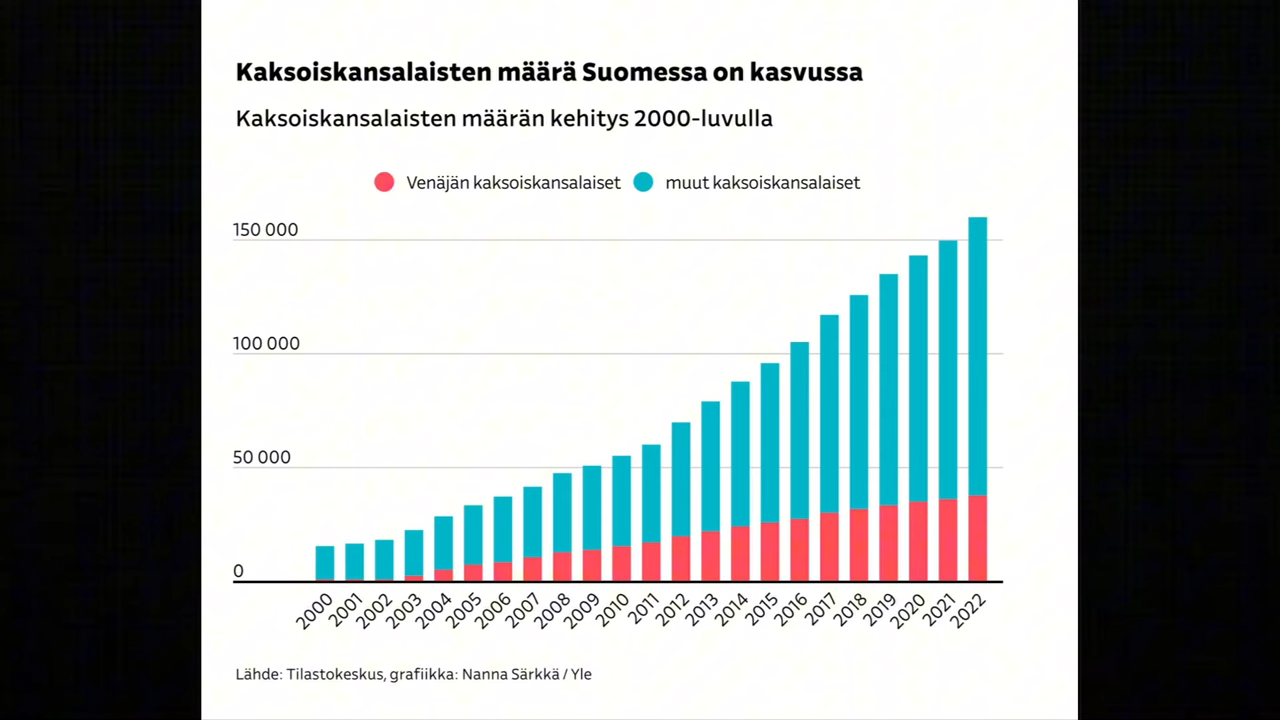 Kaksoiskansalaisten määrä Suomessa on kasvussa
Kaksoiskansalaisten määrän kehitys 2000-luvulla
Venäjän kaksoiskansalaiset muut kaksoiskansalaiset
150 000
100 000
50 000
0
2000 2001 2002 2003 2004 2005 2006 2007 2008 2009 2010 2011 2012 2013 2014 2015 2016 2017 2018 2019 2020 2021 2022
Lähde: Tilastokeskus, grafiikka: Nanna Särkkä / Yle